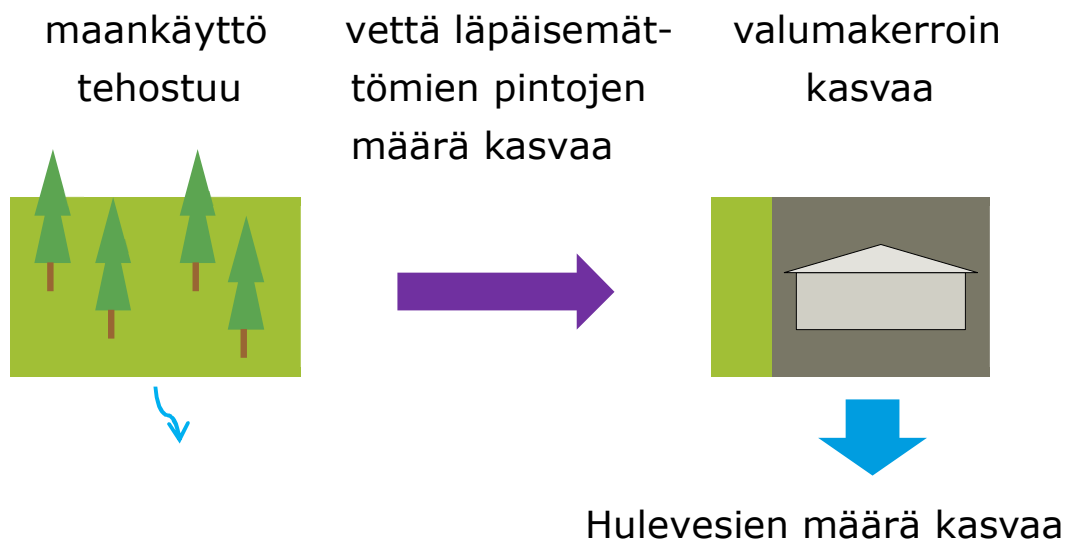 maankäyttö
tehostuu
vettä läpäisemät-
tömien pintojen
määrä kasvaa
valumakerroin
kasvaa
Hulevesien määrä kasvaa